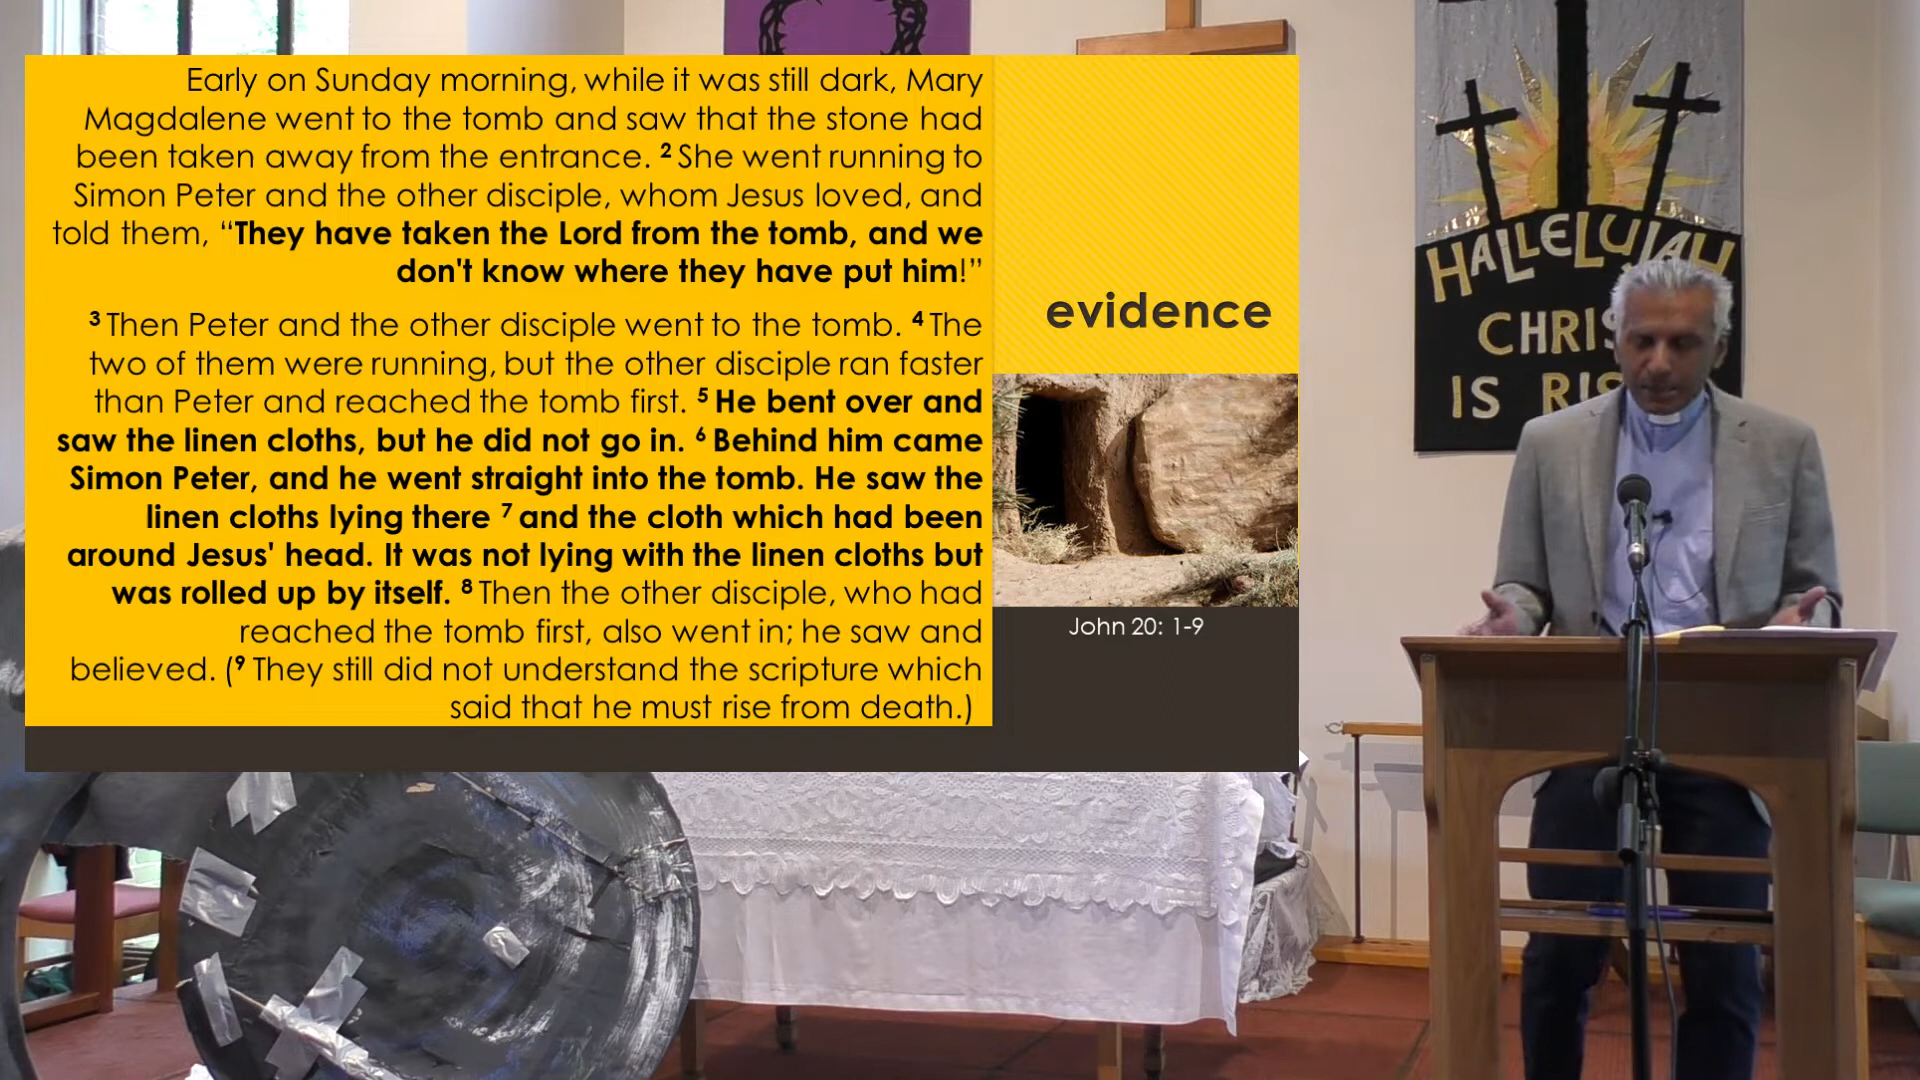 Early on Sunday morning, while it was still dark, Mary
Magdalene went to the tomb and saw that the stone had
been taken away from the entrance. 2 She went running to
Simon Peter and the other disciple, whom Jesus loved, and
told them, “They have taken the Lord from the tomb, and we
don't know where they have put him!”
3 Then Peter and the other disciple went to the tomb. 4 The
two of them were running, but the other disciple ran faster
than Peter and reached the tomb first. 5 He bent over and
saw the linen cloths, but he did not go in. 6 Behind him came
Simon Peter, and he went straight into the tomb. He saw the
linen cloths lying there 7 and the cloth which had been
around Jesus' head. It was not lying with the linen cloths but
was rolled up by itself. 8 Then the other disciple, who had
reached the tomb first, also went in; he saw and
believed. (9 They still did not understand the scripture which
said that he must rise from death.)
evidence
John 20: 1-9
HALLELUJAH
CHRIS
IS RIS